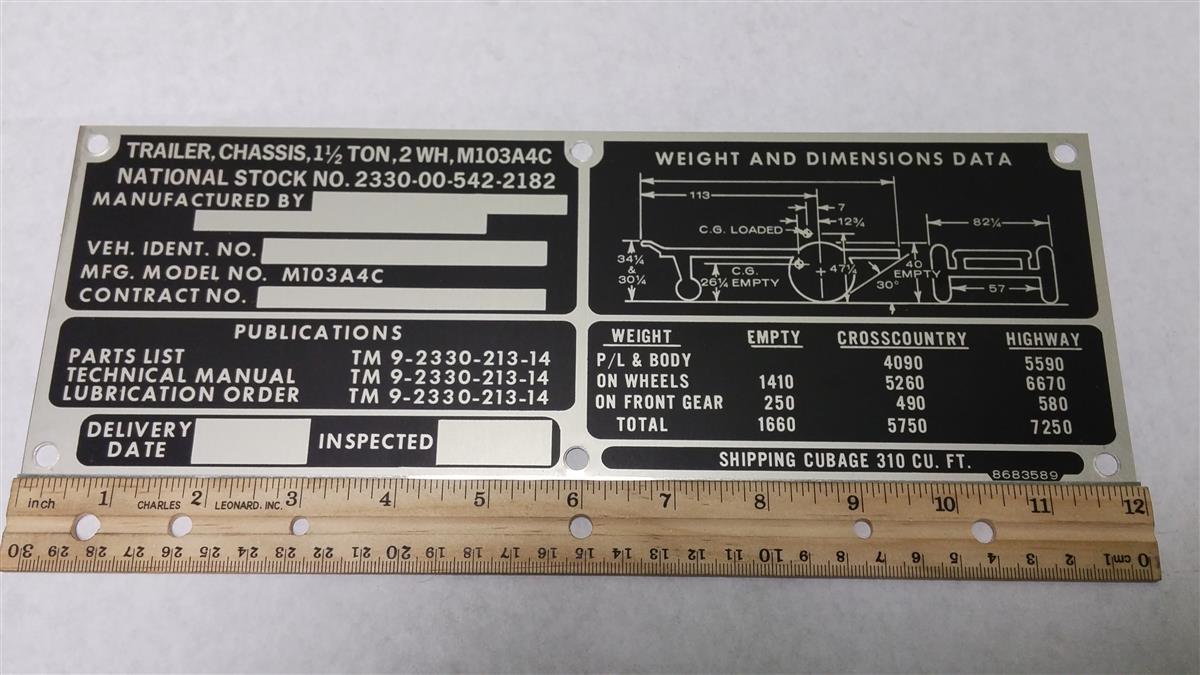 TRAILER, CHASSIS, 1½ TON, 2 WH, M103A4C
NATIONAL STOCK NO. 2330-00-542-2182
MANUFACTURED BY
VEH. IDENT. NO.
MFG. MODEL NO. M103A4C
CONTRACT NO.
PUBLICATIONS
PARTS LIST TM 9-2330-213-14
TECHNICAL MANUAL TM 9-2330-213-14
LUBRICATION ORDER TM 9-2330-213-14
DELIVERY DATE
INSPECTED
WEIGHT AND DIMENSIONS DATA
113
7
12¾
C.G. LOADED
82¼
34¼
&
30¼
C.G.
26¼ EMPTY
47¼
40
EMPTY
30°
57
WEIGHT EMPTY CROSSCOUNTRY HIGHWAY
P/L & BODY 4090 5590
ON WHEELS 1410 5260 6670
ON FRONT GEAR 250 490 580
TOTAL 1660 5750 7250
SHIPPING CUBAGE 310 CU. FT.
8683589
inch 1 2 3 4 5 6 7 8 9 10 11 12
CHARLES LEONARD, INC.
30 29 28 27 26 25 24 23 22 21 20 19 18 17 16 15 14 13 12 11 10 9 8 7 6 5 4 3 2 1 cm 0